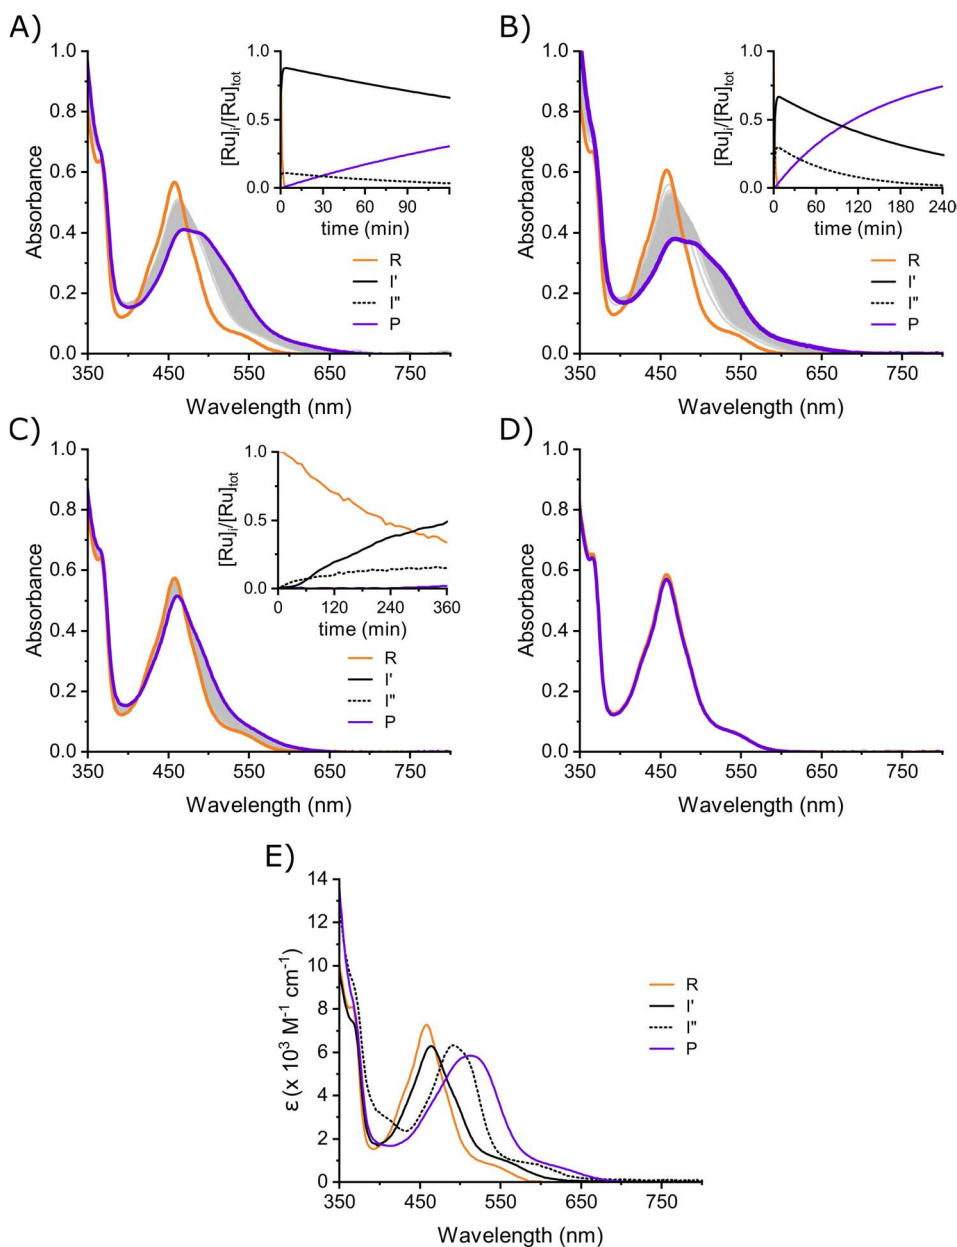 A)
1.0
0.8
0.6
0.4
0.2
0.0
350 450 550 650 750
Absorbance
Wavelength (nm)
1.0
0.5
0.0
0 30 60 90
[Ru]i/[Ru]tot
time (min)
R
I'
I"
P
B)
1.0
0.8
0.6
0.4
0.2
0.0
350 450 550 650 750
Absorbance
Wavelength (nm)
1.0
0.5
0.0
0 60 120 180 240
[Ru]i/[Ru]tot
time (min)
R
I'
I"
P
C)
1.0
0.8
0.6
0.4
0.2
0.0
350 450 550 650 750
Absorbance
Wavelength (nm)
1.0
0.5
0.0
0 120 240 360
[Ru]i/[Ru]tot
time (min)
R
I'
I"
P
D)
1.0
0.8
0.6
0.4
0.2
0.0
350 450 550 650 750
Absorbance
Wavelength (nm)
E)
14
12
10
8
6
4
2
0
350 450 550 650 750
ε (x 10³ M⁻¹ cm⁻¹)
Wavelength (nm)
R
I'
I"
P